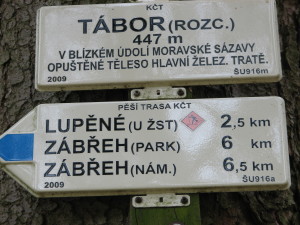 KČT
TÁBOR (ROZC.)
447 m
V BLÍZKÉM ÚDOLÍ MORAVSKÉ SÁZAVY
OPUŠTĚNÉ TĚLESO HLAVNÍ ŽELEZ. TRATĚ.
2009 ŠU916m
PĚŠÍ TRASA KČT
LUPĚNÉ (U ŽST) 2,5 km
ZÁBŘEH (PARK) 6 km
ZÁBŘEH (NÁM.) 6,5 km
2009 ŠU916a